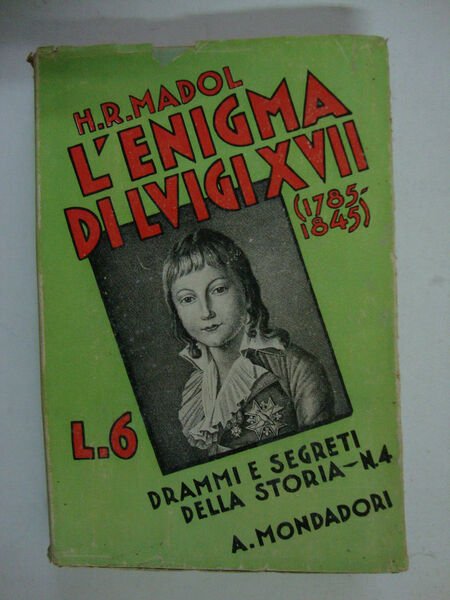 H.R.MADOL
L'ENIGMA
DI LVIGI XVII
(1785-
1845)
L.6
DRAMMI E SEGRETI
DELLA STORIA-N.4
A.MONDADORI